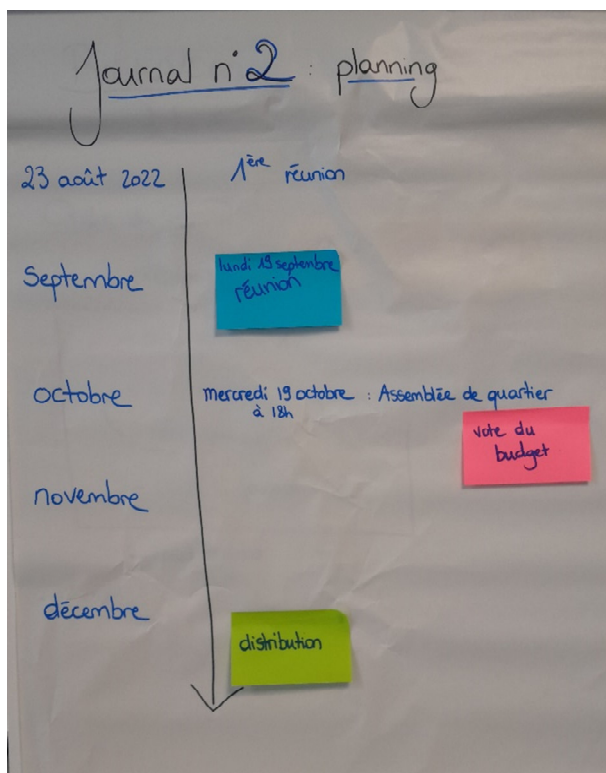 Journal n°2 : planning
23 août 2022
1ère réunion
Septembre
lundi 19 septembre
réunion
octobre
mercredi 19 octobre : Assemblée de quartier
à 18h
vote du
budget
novembre
décembre
distribution